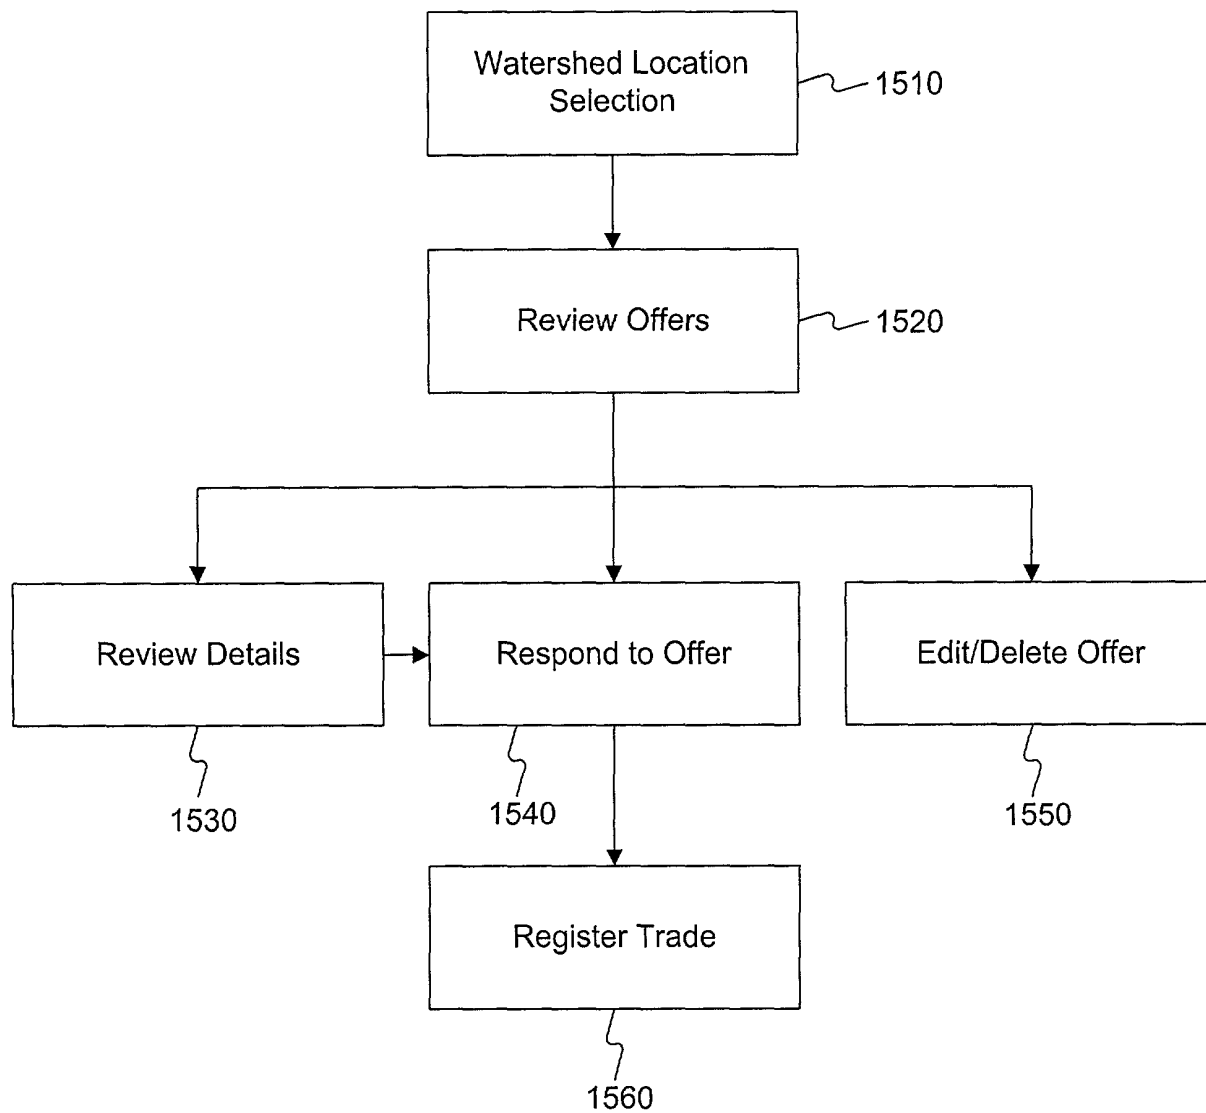 Watershed Location
Selection
1510
Review Offers
1520
Review Details
Respond to Offer
Edit/Delete Offer
1530
1540
1550
Register Trade
1560